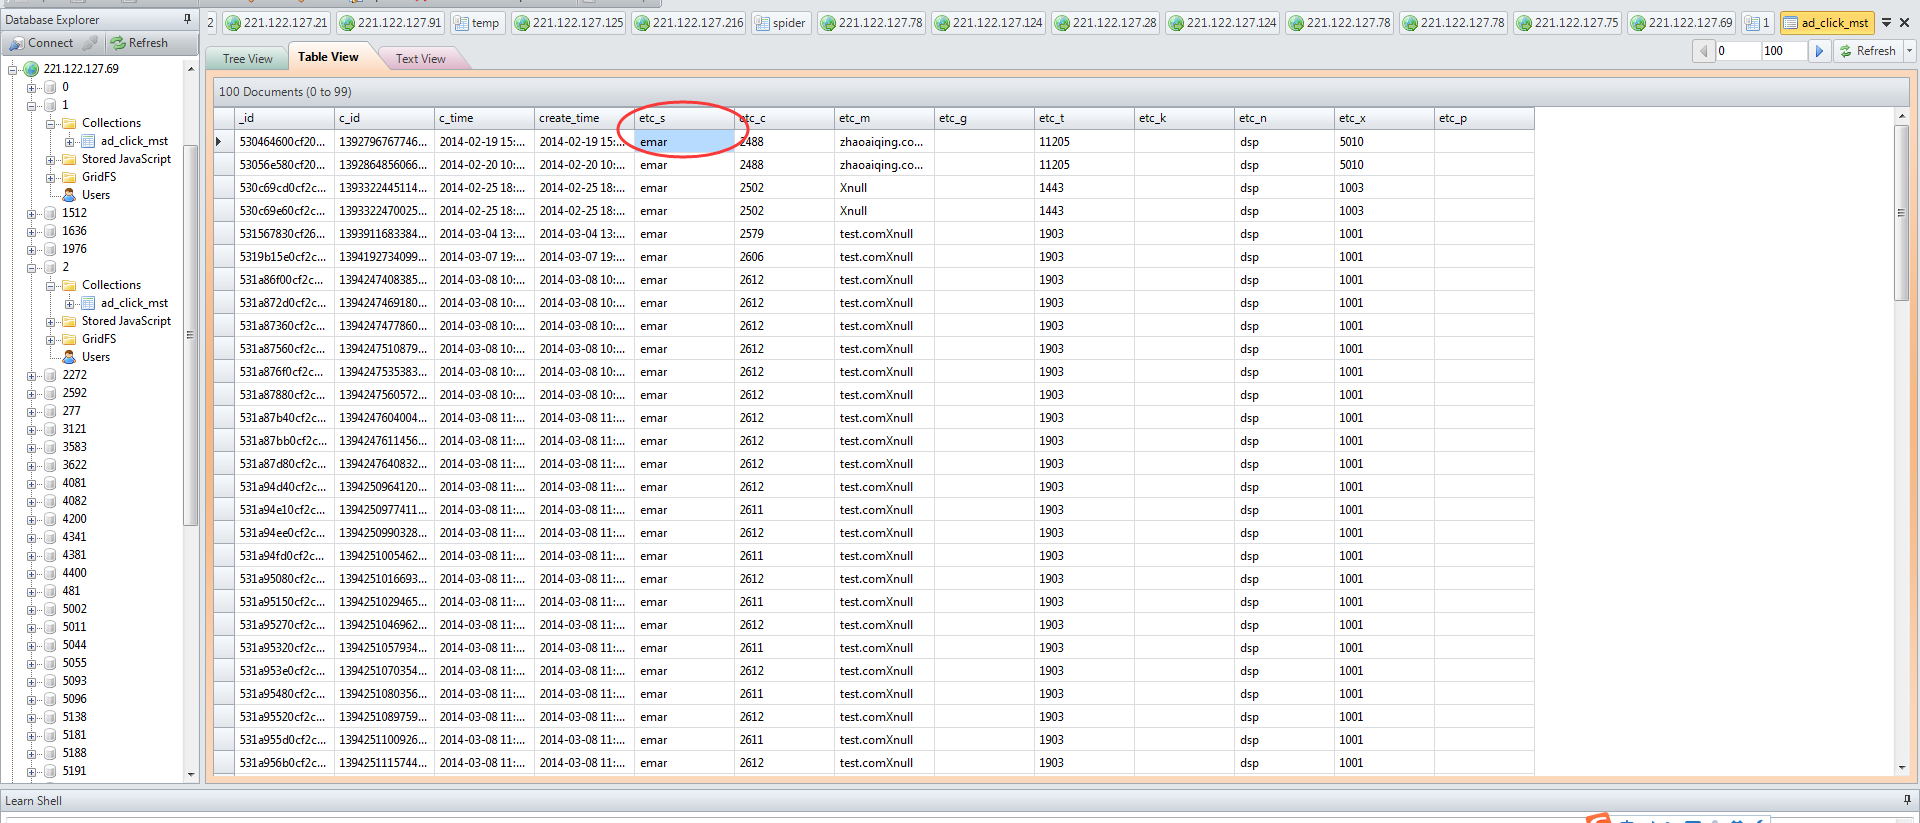 Database Explorer
Connect Refresh
221.122.127.69
0
1
Collections
ad_click_mst
Stored JavaScript
GridFS
Users
1512
1636
1976
2
Collections
ad_click_mst
Stored JavaScript
GridFS
Users
2272
2592
277
3121
3583
3622
4081
4082
4200
4341
4381
4400
481
5002
5011
5044
5055
5093
5096
5138
5181
5188
5191
2 221.122.127.21 221.122.127.91 temp 221.122.127.125 221.122.127.216 spider 221.122.127.78 221.122.127.124 221.122.127.28 221.122.127.124 221.122.127.78 221.122.127.78 221.122.127.75 221.122.127.69 1 ad_click_mst
Tree View Table View Text View 0 100 Refresh
100 Documents (0 to 99)
_id c_id c_time create_time etc_s etc_c etc_m etc_g etc_t etc_k etc_n etc_x etc_p
530464600cf20... 1392796767746... 2014-02-19 15:... 2014-02-19 15:... emar 2488 zhaoaiqing.co... 11205 dsp 5010
53056e580cf20... 1392864856066... 2014-02-20 10:... 2014-02-20 10:... emar 2488 zhaoaiqing.co... 11205 dsp 5010
530c69cd0cf2c... 1393322445114... 2014-02-25 18:... 2014-02-25 18:... emar 2502 Xnull 1443 dsp 1003
530c69e60cf2c... 1393322470025... 2014-02-25 18:... 2014-02-25 18:... emar 2502 Xnull 1443 dsp 1003
531567830cf26... 1393911683384... 2014-03-04 13:... 2014-03-04 13:... emar 2579 test.comXnull 1903 dsp 1001
5319b15e0cf2c... 1394192734099... 2014-03-07 19:... 2014-03-07 19:... emar 2606 test.comXnull 1903 dsp 1001
531a86f00cf2c... 1394247408385... 2014-03-08 10:... 2014-03-08 10:... emar 2612 test.comXnull 1903 dsp 1001
531a872d0cf2c... 1394247469180... 2014-03-08 10:... 2014-03-08 10:... emar 2612 test.comXnull 1903 dsp 1001
531a87360cf2c... 1394247477860... 2014-03-08 10:... 2014-03-08 10:... emar 2612 test.comXnull 1903 dsp 1001
531a87560cf2c... 1394247510879... 2014-03-08 10:... 2014-03-08 10:... emar 2612 test.comXnull 1903 dsp 1001
531a876f0cf2c... 1394247535383... 2014-03-08 10:... 2014-03-08 10:... emar 2612 test.comXnull 1903 dsp 1001
531a87880cf2c... 1394247560572... 2014-03-08 10:... 2014-03-08 10:... emar 2612 test.comXnull 1903 dsp 1001
531a87b40cf2c... 1394247604004... 2014-03-08 11:... 2014-03-08 11:... emar 2612 test.comXnull 1903 dsp 1001
531a87bb0cf2c... 1394247611456... 2014-03-08 11:... 2014-03-08 11:... emar 2612 test.comXnull 1903 dsp 1001
531a87d80cf2c... 1394247640832... 2014-03-08 11:... 2014-03-08 11:... emar 2612 test.comXnull 1903 dsp 1001
531a94d40cf2c... 1394250964120... 2014-03-08 11:... 2014-03-08 11:... emar 2612 test.comXnull 1903 dsp 1001
531a94e10cf2c... 1394250977411... 2014-03-08 11:... 2014-03-08 11:... emar 2611 test.comXnull 1903 dsp 1001
531a94ee0cf2c... 1394250990328... 2014-03-08 11:... 2014-03-08 11:... emar 2612 test.comXnull 1903 dsp 1001
531a94fd0cf2c... 1394251005462... 2014-03-08 11:... 2014-03-08 11:... emar 2611 test.comXnull 1903 dsp 1001
531a95080cf2c... 1394251016693... 2014-03-08 11:... 2014-03-08 11:... emar 2612 test.comXnull 1903 dsp 1001
531a95150cf2c... 1394251029465... 2014-03-08 11:... 2014-03-08 11:... emar 2611 test.comXnull 1903 dsp 1001
531a95270cf2c... 1394251046962... 2014-03-08 11:... 2014-03-08 11:... emar 2612 test.comXnull 1903 dsp 1001
531a95320cf2c... 1394251057934... 2014-03-08 11:... 2014-03-08 11:... emar 2611 test.comXnull 1903 dsp 1001
531a953e0cf2c... 1394251070354... 2014-03-08 11:... 2014-03-08 11:... emar 2612 test.comXnull 1903 dsp 1001
531a95480cf2c... 1394251080356... 2014-03-08 11:... 2014-03-08 11:... emar 2611 test.comXnull 1903 dsp 1001
531a95520cf2c... 1394251089759... 2014-03-08 11:... 2014-03-08 11:... emar 2612 test.comXnull 1903 dsp 1001
531a955d0cf2c... 1394251100926... 2014-03-08 11:... 2014-03-08 11:... emar 2611 test.comXnull 1903 dsp 1001
531a956b0cf2c... 1394251115744... 2014-03-08 11:... 2014-03-08 11:... emar 2612 test.comXnull 1903 dsp 1001
Learn Shell